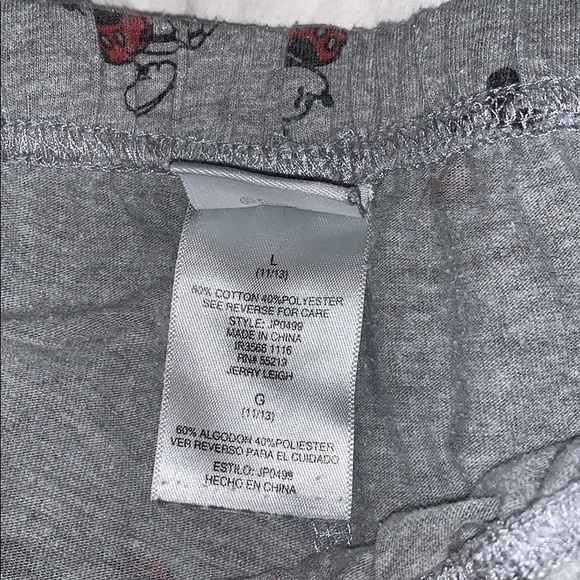 L
(11/13)
60% COTTON 40%POLYESTER
SEE REVERSE FOR CARE
STYLE: JP0499
MADE IN CHINA
IR3566 1116
RN# 55219
JERRY LEIGH
G
(11/13)
60% ALGODON 40%POLIESTER
VER REVERSO PARA EL CUIDADO
ESTILO: JP0499
HECHO EN CHINA